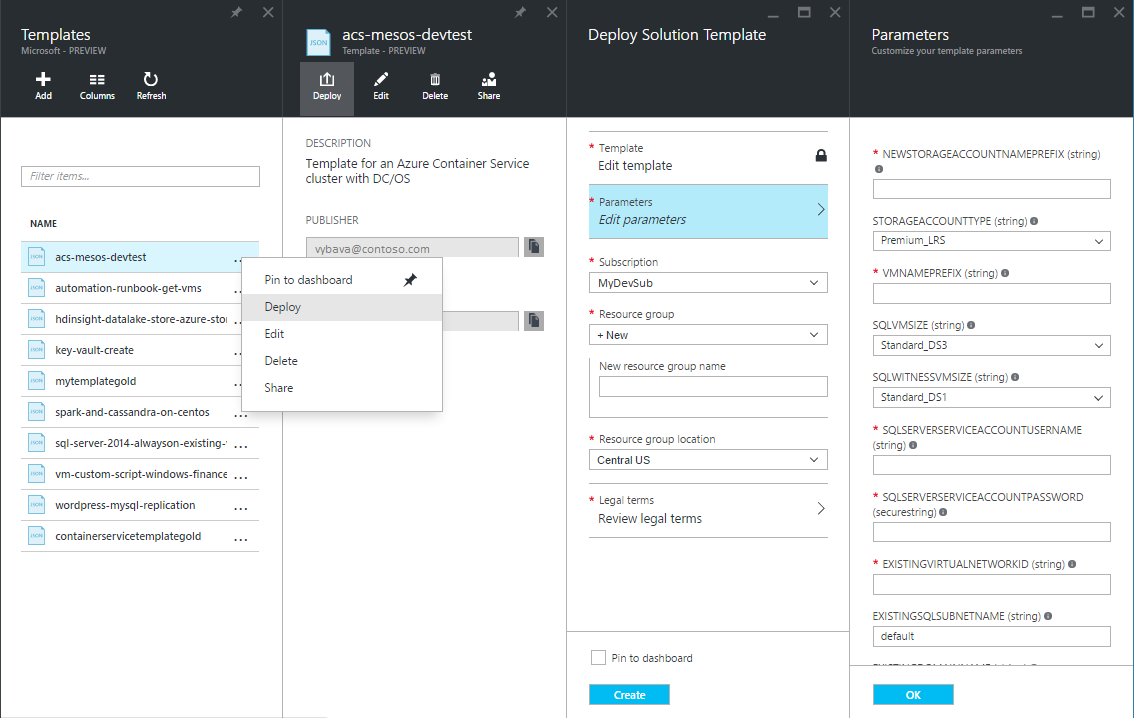 Templates
Microsoft - PREVIEW
Add
Columns
Refresh
Filter items...
NAME
JSON acs-mesos-devtest ..
JSON automation-runbook-get-vms ..
JSON hdinsight-datalake-store-azure-stor ..
JSON key-vault-create ..
JSON mytemplategold ..
JSON spark-and-cassandra-on-centos ...
JSON sql-server-2014-alwayson-existing- ...
JSON vm-custom-script-windows-finance ...
JSON wordpress-mysql-replication ...
JSON containerservicetemplategold ...
JSON
acs-mesos-devtest
Template - PREVIEW
Deploy
Edit
Delete
Share
DESCRIPTION
Template for an Azure Container Service
cluster with DC/OS
PUBLISHER
vybava@contoso.com
Pin to dashboard
Deploy
Edit
Delete
Share
Deploy Solution Template
* Template
Edit template
* Parameters
Edit parameters
* Subscription
MyDevSub
* Resource group
+ New
New resource group name
* Resource group location
Central US
* Legal terms
Review legal terms
Pin to dashboard
Create
Parameters
Customize your template parameters
* NEWSTORAGEACCOUNTNAMEPREFIX (string)
STORAGEACCOUNTTYPE (string)
Premium_LRS
* VMNAMEPREFIX (string)
SQLVMSIZE (string)
Standard_DS3
SQLWITNESSVMSIZE (string)
Standard_DS1
* SQLSERVERSERVICEACCOUNTUSERNAME
(string)
* SQLSERVERSERVICEACCOUNTPASSWORD
(securestring)
* EXISTINGVIRTUALNETWORKID (string)
EXISTINGSQLSUBNETNAME (string)
default
OK